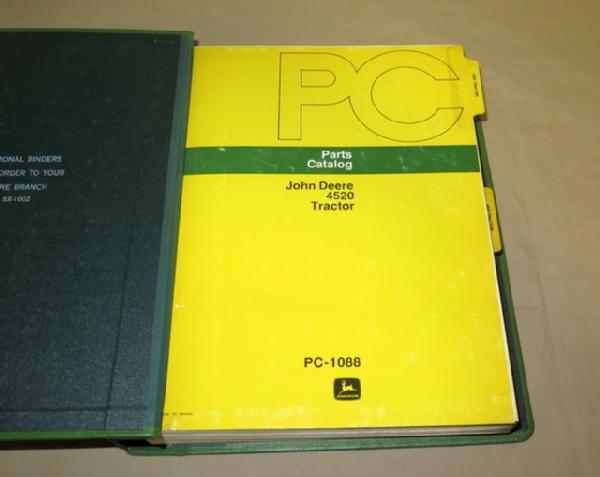 IONAL BINDERS
ORDER TO YOUR
RE BRANCH
SX-1002
PC
Parts
Catalog
John Deere
4520
Tractor
PC-1088
JOHN DEERE